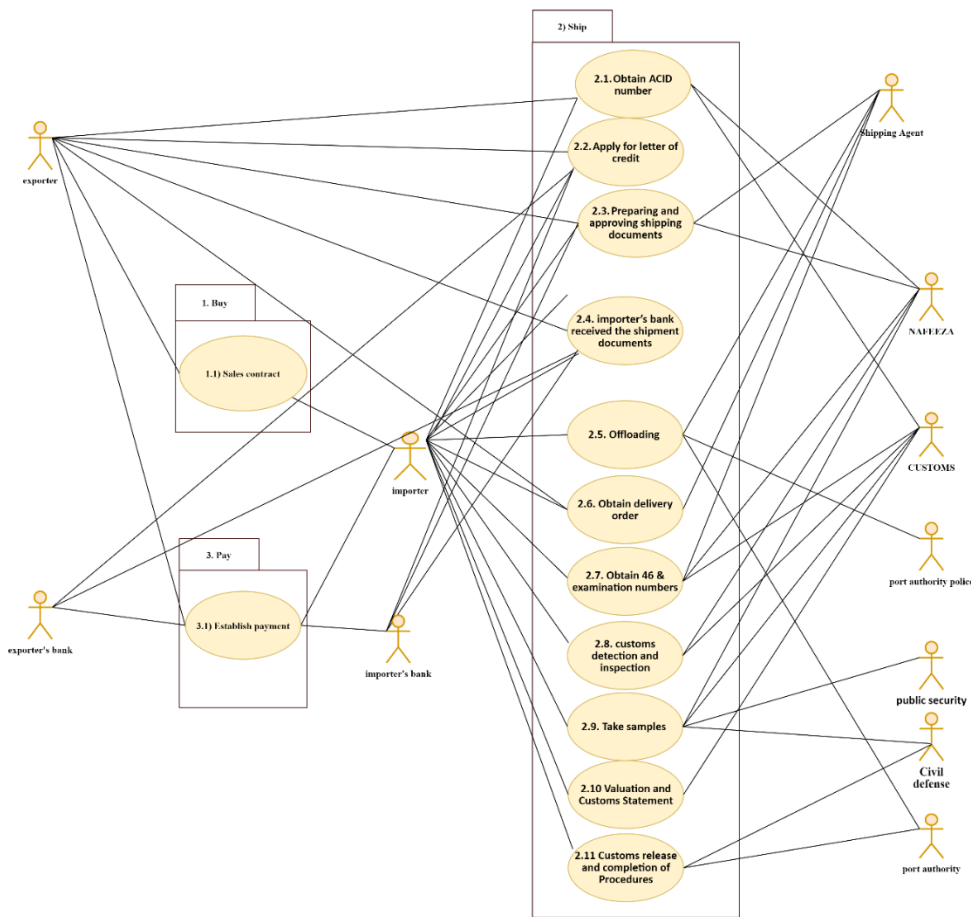 2) Ship
2.1. Obtain ACID
number
Shipping Agent
exporter
2.2. Apply for letter of
credit
2.3. Preparing and
approving shipping
documents
1. Buy
NAFEEZA
2.4. importer's bank
received the shipment
documents
1.1) Sales contract
2.5. Offloading
CUSTOMS
importer
2.6. Obtain delivery
order
3. Pay
2.7. Obtain 46 &
examination numbers
port authority police
3.1) Establish payment
exporter's bank
importer's bank
2.8. customs
detection and
inspection
public security
2.9. Take samples
Civil
defense
2.10 Valuation and
Customs Statement
2.11 Customs release
and completion of
Procedures
port authority